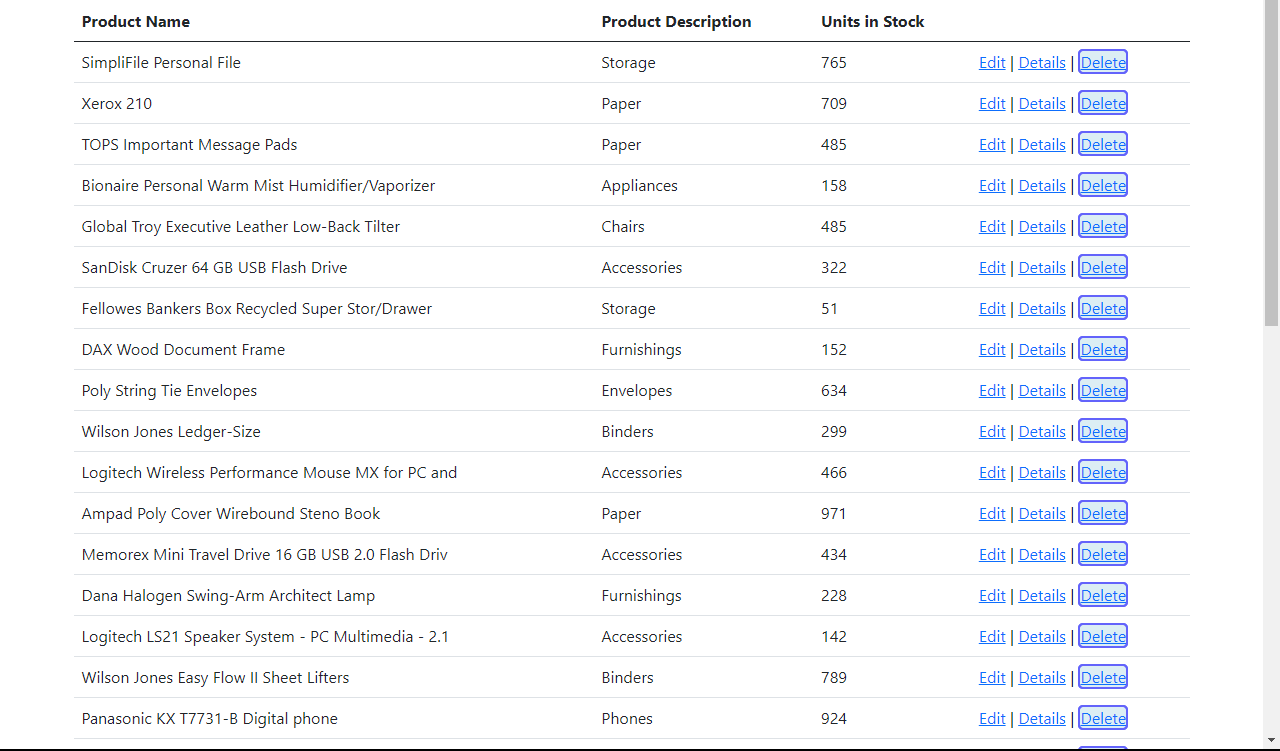 Product Name Product Description Units in Stock
SimpliFile Personal File Storage 765 Edit | Details | Delete
Xerox 210 Paper 709 Edit | Details | Delete
TOPS Important Message Pads Paper 485 Edit | Details | Delete
Bionaire Personal Warm Mist Humidifier/Vaporizer Appliances 158 Edit | Details | Delete
Global Troy Executive Leather Low-Back Tilter Chairs 485 Edit | Details | Delete
SanDisk Cruzer 64 GB USB Flash Drive Accessories 322 Edit | Details | Delete
Fellowes Bankers Box Recycled Super Stor/Drawer Storage 51 Edit | Details | Delete
DAX Wood Document Frame Furnishings 152 Edit | Details | Delete
Poly String Tie Envelopes Envelopes 634 Edit | Details | Delete
Wilson Jones Ledger-Size Binders 299 Edit | Details | Delete
Logitech Wireless Performance Mouse MX for PC and Accessories 466 Edit | Details | Delete
Ampad Poly Cover Wirebound Steno Book Paper 971 Edit | Details | Delete
Memorex Mini Travel Drive 16 GB USB 2.0 Flash Driv Accessories 434 Edit | Details | Delete
Dana Halogen Swing-Arm Architect Lamp Furnishings 228 Edit | Details | Delete
Logitech LS21 Speaker System - PC Multimedia - 2.1 Accessories 142 Edit | Details | Delete
Wilson Jones Easy Flow II Sheet Lifters Binders 789 Edit | Details | Delete
Panasonic KX T7731-B Digital phone Phones 924 Edit | Details | Delete